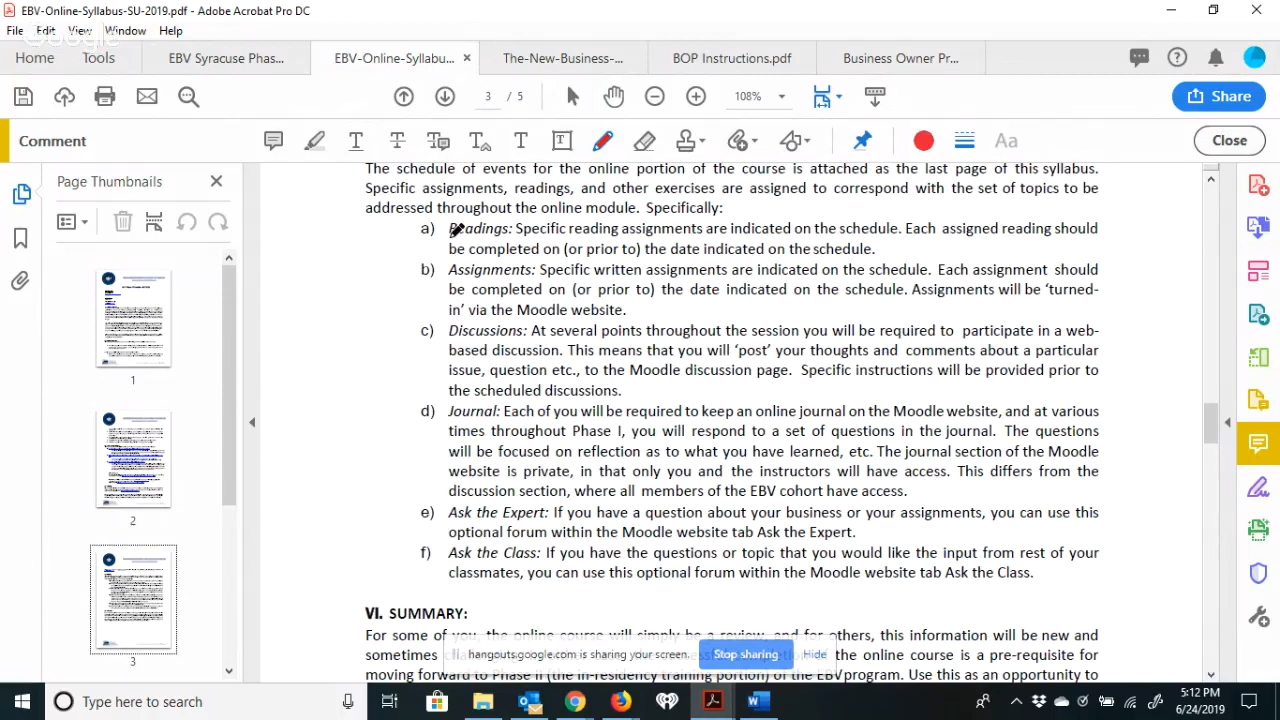 EBV-Online-Syllabus-SU-2019.pdf - Adobe Acrobat Pro DC
File Edit View Window Help
Google
Home Tools EBV Syracuse Phas... EBV-Online-Syllabu... The-New-Business-... BOP Instructions.pdf Business Owner Pr...
3 / 5 108% Share
Comment Aa Close
Page Thumbnails
1
2
3
The schedule of events for the online portion of the course is attached as the last page of this syllabus.
Specific assignments, readings, and other exercises are assigned to correspond with the set of topics to be
addressed throughout the online module. Specifically:
a) Readings: Specific reading assignments are indicated on the schedule. Each assigned reading should
be completed on (or prior to) the date indicated on the schedule.
b) Assignments: Specific written assignments are indicated on the schedule. Each assignment should
be completed on (or prior to) the date indicated on the schedule. Assignments will be ‘turned-
in’ via the Moodle website.
c) Discussions: At several points throughout the session you will be required to participate in a web-
based discussion. This means that you will ‘post’ your thoughts and comments about a particular
issue, question etc., to the Moodle discussion page. Specific instructions will be provided prior to
the scheduled discussions.
d) Journal: Each of you will be required to keep an online journal on the Moodle website, and at various
times throughout Phase I, you will respond to a set of questions in the journal. The questions
will be focused on reflection as to what you have learned, etc. The journal section of the Moodle
website is private, in that only you and the instructors will have access. This differs from the
discussion section, where all members of the EBV cohort have access.
e) Ask the Expert: If you have a question about your business or your assignments, you can use this
optional forum within the Moodle website tab Ask the Expert.
f) Ask the Class: If you have the questions or topic that you would like the input from rest of your
classmates, you can use this optional forum within the Moodle website tab Ask the Class.
VI. SUMMARY:
For some of you, the online course will simply be a review, and for others, this information will be new and
sometimes the online course is a pre-requisite for
moving forward to Phase II (the in-residency training portion) of the EBV program. Use this as an opportunity to
hangouts.google.com is sharing your screen. Stop sharing Hide
Type here to search
5:12 PM
6/24/2019